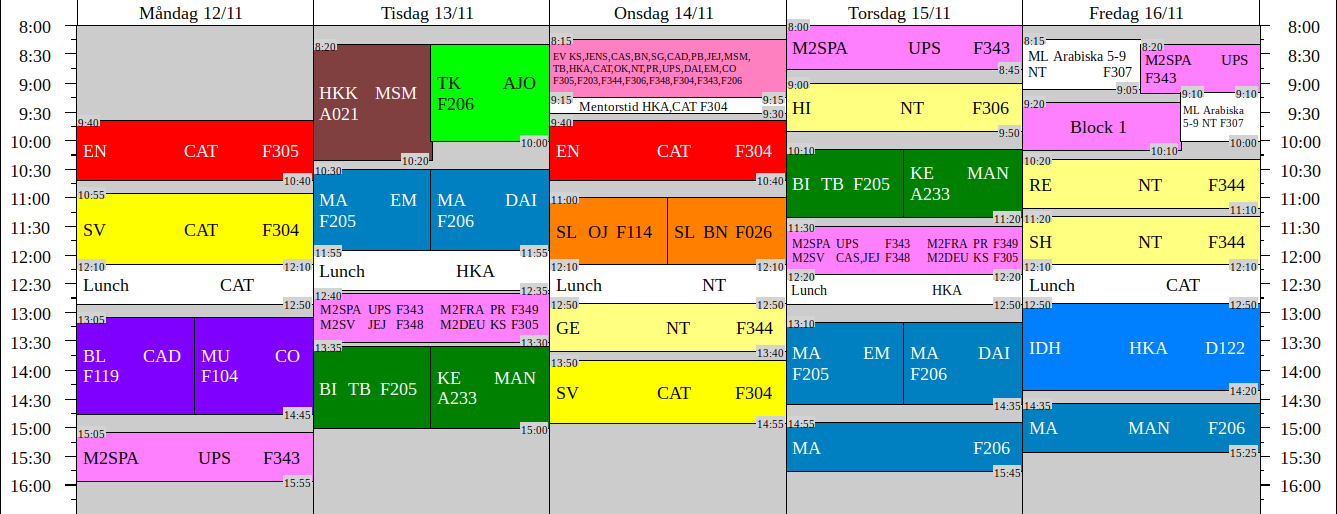 Måndag 12/11
Tisdag 13/11
Onsdag 14/11
Torsdag 15/11
Fredag 16/11
8:00
8:30
9:00
9:30
10:00
10:30
11:00
11:30
12:00
12:30
13:00
13:30
14:00
14:30
15:00
15:30
16:00
9:40
EN CAT F305
10:40
10:55
SV CAT F304
12:10 12:10
Lunch CAT
12:50
13:05
BL CAD
F119
MU CO
F104
14:45
15:05
M2SPA UPS F343
15:55
8:20
HKK MSM
A021
10:20
TK AJO
F206
10:00
10:30
MA EM
F205
MA DAI
F206
11:55 11:55
Lunch HKA
12:35
12:40
M2SPA UPS F343 M2FRA PR F349
M2SV JEJ F348 M2DEU KS F305
13:30
13:35
BI TB F205
KE MAN
A233
15:00
8:15
EV KS,JENS,CAS,BN,SG,CAD,PB,JEJ,MSM,
TB,HKA,CAT,OK,NT,PR,UPS,DAI,EM,CO
F305,F203,F344,F306,F348,F304,F343,F206
9:15 9:15
Mentorstid HKA,CAT F304
9:30
9:40
EN CAT F304
10:40
11:00
SL OJ F114
SL BN F026
12:10 12:10
Lunch NT
12:50 12:50
GE NT F344
13:40
13:50
SV CAT F304
14:55
8:00
M2SPA UPS F343
8:45
9:00
HI NT F306
9:50
10:10
BI TB F205
KE MAN
A233
11:20
11:30
M2SPA UPS F343 M2FRA PR F349
M2SV CAS,JEJ F348 M2DEU KS F305
12:20 12:20
Lunch HKA
12:50
13:10
MA EM
F205
MA DAI
F206
14:35
14:55
MA F206
15:45
8:15
ML Arabiska 5-9
NT F307
9:05
8:20
M2SPA UPS
F343
9:10 9:10
ML Arabiska
5-9 NT F307
10:00
9:20
Block 1
10:10
10:20
RE NT F344
11:10
11:20
SH NT F344
12:10 12:10
Lunch CAT
12:50 12:50
IDH HKA D122
14:20
14:35
MA MAN F206
15:25
8:00
8:30
9:00
9:30
10:00
10:30
11:00
11:30
12:00
12:30
13:00
13:30
14:00
14:30
15:00
15:30
16:00